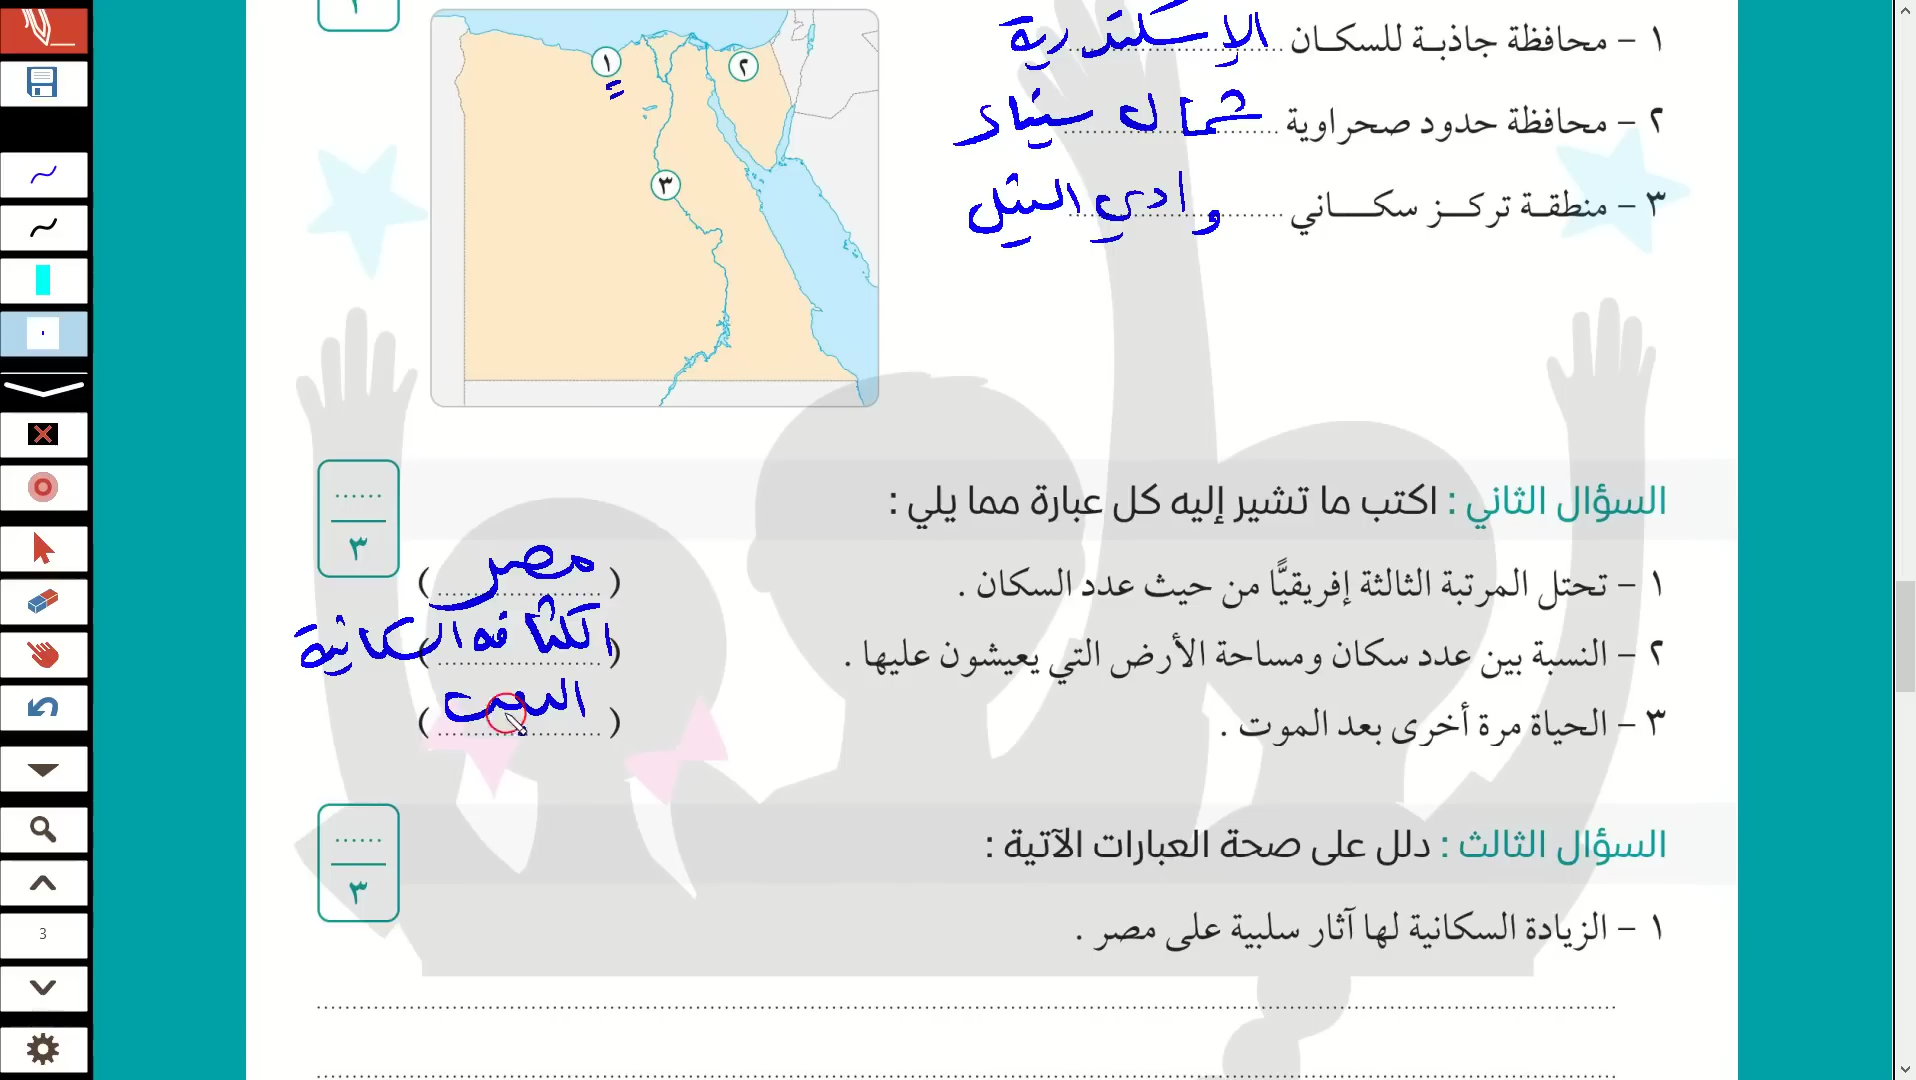 ٢
١ – محافظة جاذبة للسكان الإسكندرية
٢ – محافظة حدود صحراوية شمال سيناء
٣ – منطقة تركز سكاني وادي النيل
١
٢
٣
السؤال الثاني : اكتب ما تشير إليه كل عبارة مما يلي :
......
٣
١ – تحتل المرتبة الثالثة إفريقيًّا من حيث عدد السكان . ( مصر )
٢ – النسبة بين عدد سكان ومساحة الأرض التي يعيشون عليها . ( الكثافة السكانية )
٣ – الحياة مرة أخرى بعد الموت . ( البعث )
السؤال الثالث : دلل على صحة العبارات الآتية :
......
٣
١ – الزيادة السكانية لها آثار سلبية على مصر .
3